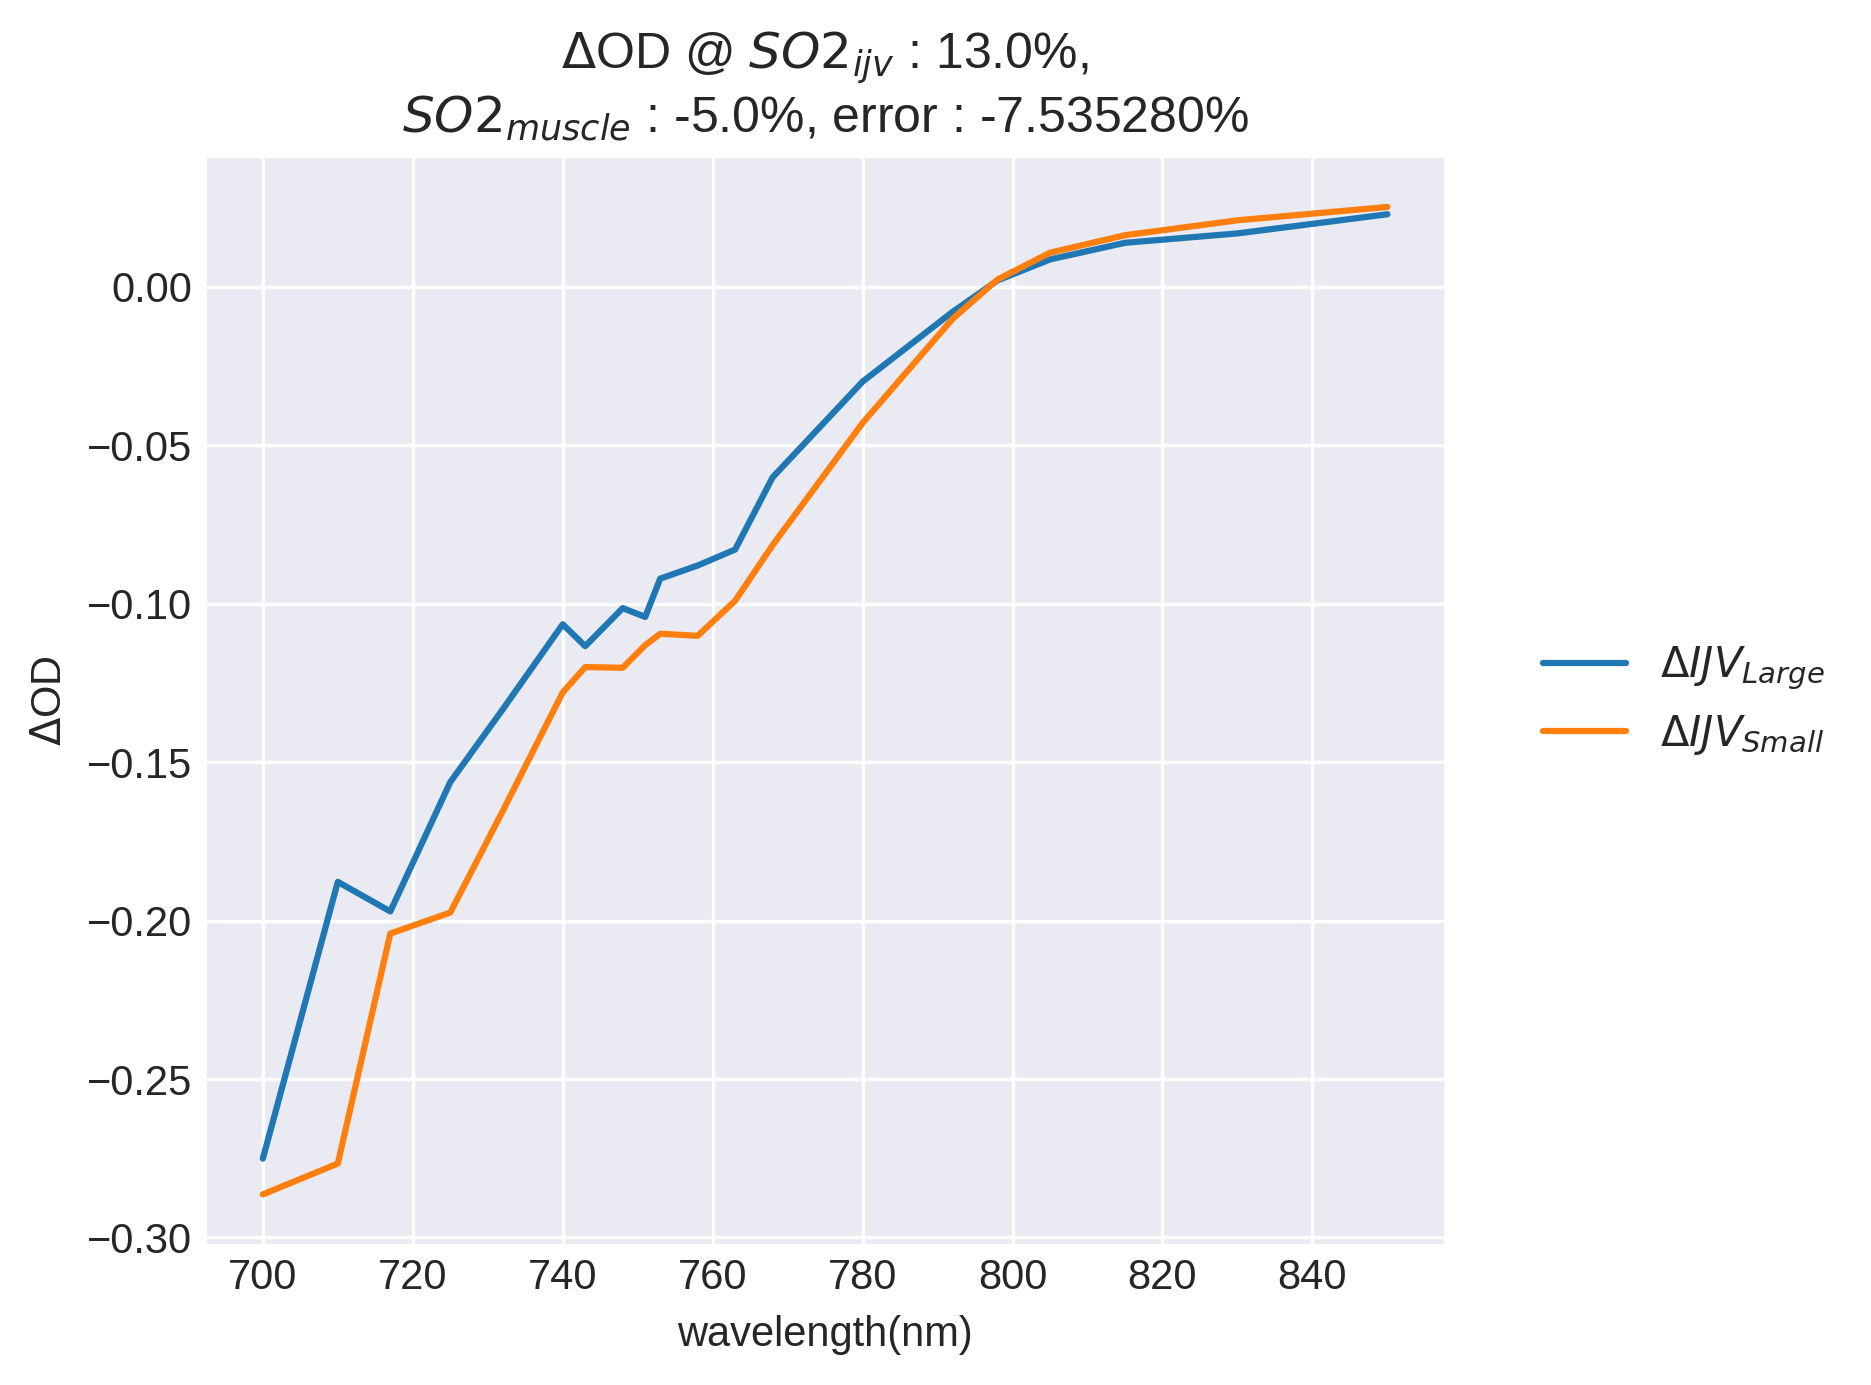 ΔOD @ SO2ijv : 13.0%,
SO2muscle : -5.0%, error : -7.535280%
0.00
−0.05
−0.10
−0.15
−0.20
−0.25
−0.30
ΔOD
700 720 740 760 780 800 820 840
wavelength(nm)
ΔIJVLarge
ΔIJVSmall